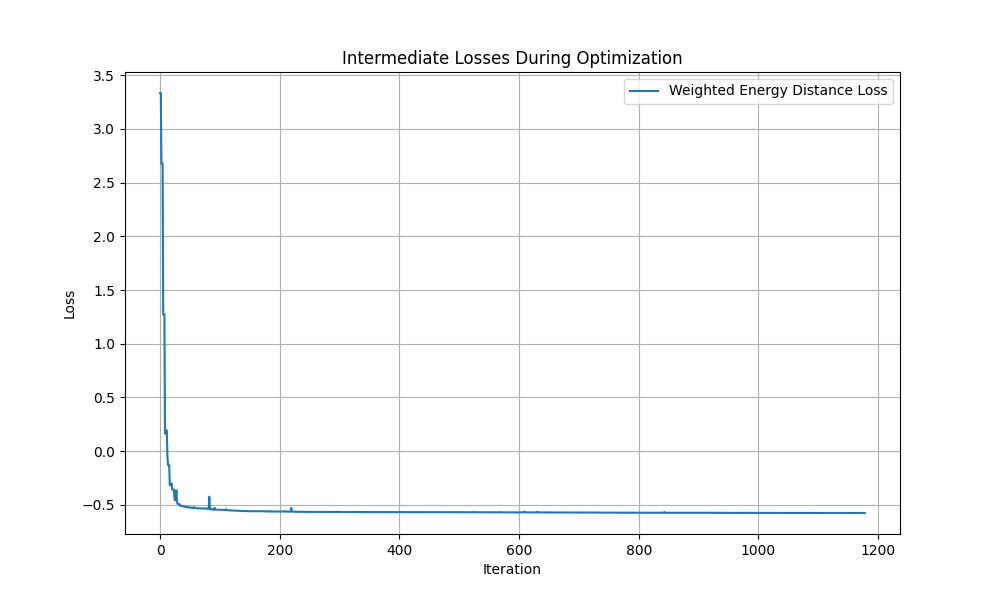 Intermediate Losses During Optimization
Weighted Energy Distance Loss
Loss
3.5
3.0
2.5
2.0
1.5
1.0
0.5
0.0
−0.5
0 200 400 600 800 1000 1200
Iteration